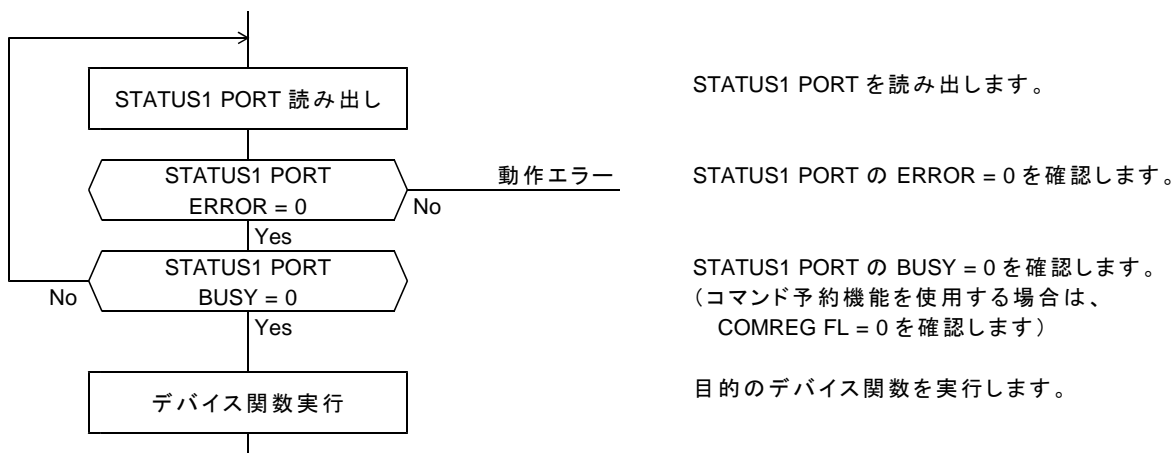 STATUS1 PORT 読み出し
STATUS1 PORT を読み出します。
STATUS1 PORT
ERROR = 0
動作エラー
No
STATUS1 PORT の ERROR = 0 を確認します。
Yes
STATUS1 PORT
BUSY = 0
No
STATUS1 PORT の BUSY = 0 を確認します。
（コマンド予約機能を使用する場合は、
COMREG FL = 0 を確認します）
Yes
デバイス関数実行
目的のデバイス関数を実行します。